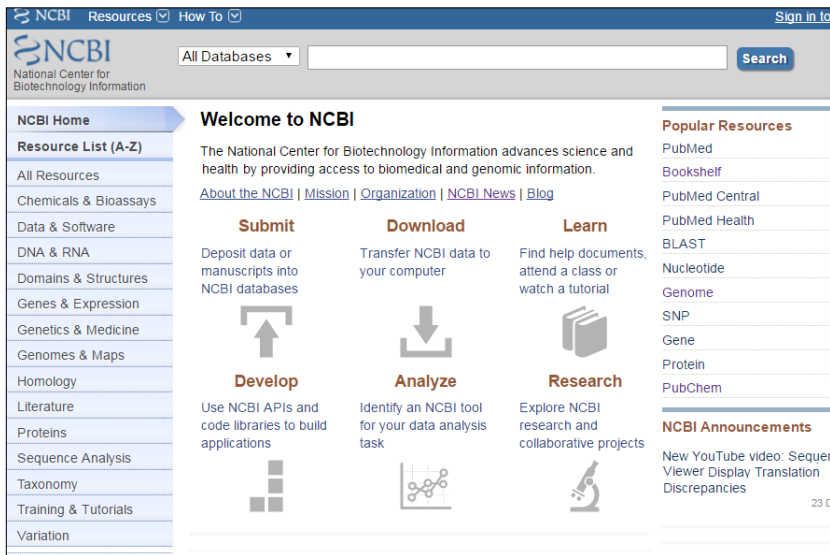 NCBI Resources How To Sign in to
NCBI
National Center for
Biotechnology Information
All Databases
Search
NCBI Home
Resource List (A-Z)
All Resources
Chemicals & Bioassays
Data & Software
DNA & RNA
Domains & Structures
Genes & Expression
Genetics & Medicine
Genomes & Maps
Homology
Literature
Proteins
Sequence Analysis
Taxonomy
Training & Tutorials
Variation
Welcome to NCBI
The National Center for Biotechnology Information advances science and
health by providing access to biomedical and genomic information.
About the NCBI | Mission | Organization | NCBI News | Blog
Submit
Deposit data or
manuscripts into
NCBI databases
Download
Transfer NCBI data to
your computer
Learn
Find help documents,
attend a class or
watch a tutorial
Develop
Use NCBI APIs and
code libraries to build
applications
Analyze
Identify an NCBI tool
for your data analysis
task
Research
Explore NCBI
research and
collaborative projects
Popular Resources
PubMed
Bookshelf
PubMed Central
PubMed Health
BLAST
Nucleotide
Genome
SNP
Gene
Protein
PubChem
NCBI Announcements
New YouTube video: Sequer
Viewer Display Translation
Discrepancies
23 D